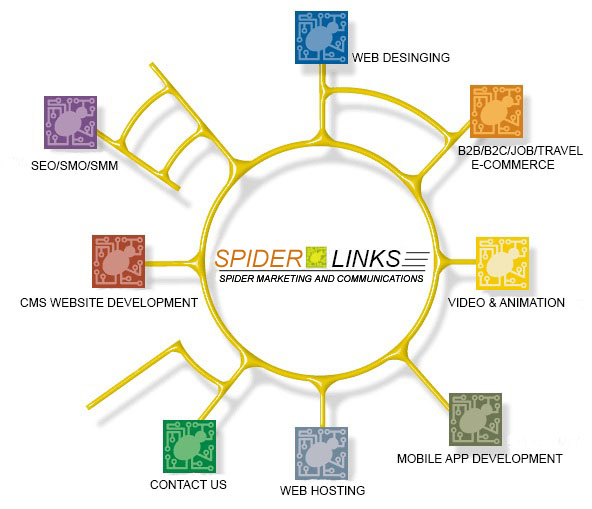 WEB DESINGING
B2B/B2C/JOB/TRAVEL
E-COMMERCE
SEO/SMO/SMM
SPIDER LINKS
SPIDER MARKETING AND COMMUNICATIONS
CMS WEBSITE DEVELOPMENT
VIDEO & ANIMATION
MOBILE APP DEVELOPMENT
CONTACT US
WEB HOSTING